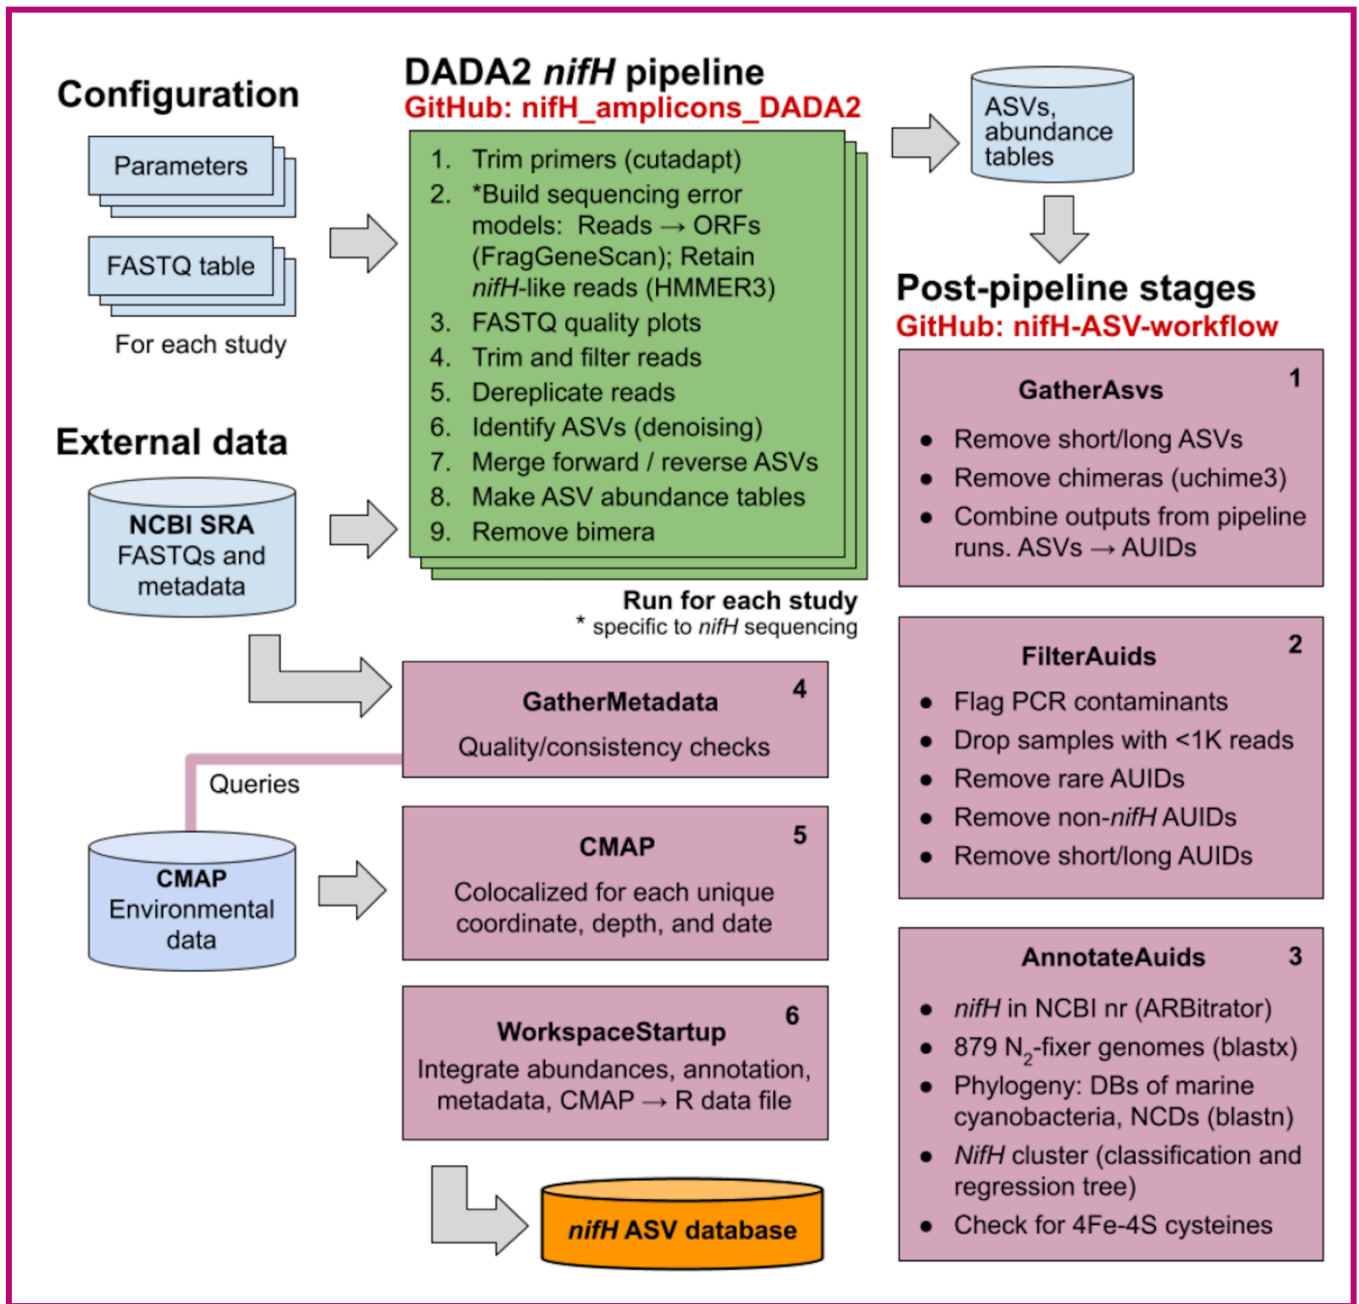 Configuration
Parameters
FASTQ table
For each study
External data
NCBI SRA
FASTQs and
metadata
DADA2 nifH pipeline
GitHub: nifH_amplicons_DADA2
1. Trim primers (cutadapt)
2. *Build sequencing error
models: Reads → ORFs
(FragGeneScan); Retain
nifH-like reads (HMMER3)
3. FASTQ quality plots
4. Trim and filter reads
5. Dereplicate reads
6. Identify ASVs (denoising)
7. Merge forward / reverse ASVs
8. Make ASV abundance tables
9. Remove bimera
Run for each study
* specific to nifH sequencing
ASVs,
abundance
tables
Post-pipeline stages
GitHub: nifH-ASV-workflow
GatherAsvs 1
● Remove short/long ASVs
● Remove chimeras (uchime3)
● Combine outputs from pipeline
runs. ASVs → AUIDs
FilterAuids 2
● Flag PCR contaminants
● Drop samples with <1K reads
● Remove rare AUIDs
● Remove non-nifH AUIDs
● Remove short/long AUIDs
AnnotateAuids 3
● nifH in NCBI nr (ARBitrator)
● 879 N₂-fixer genomes (blastx)
● Phylogeny: DBs of marine
cyanobacteria, NCDs (blastn)
● NifH cluster (classification and
regression tree)
● Check for 4Fe-4S cysteines
GatherMetadata 4
Quality/consistency checks
Queries
CMAP
Environmental
data
CMAP 5
Colocalized for each unique
coordinate, depth, and date
WorkspaceStartup 6
Integrate abundances, annotation,
metadata, CMAP → R data file
nifH ASV database